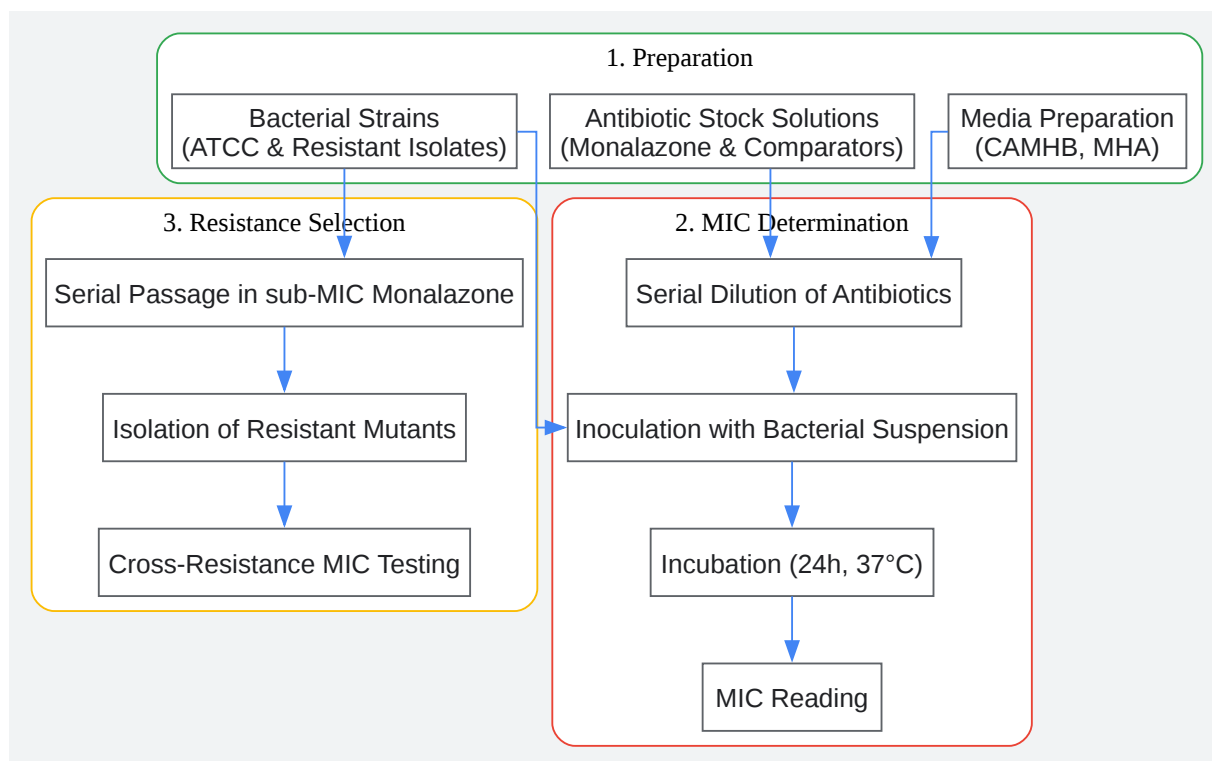 1. Preparation
Bacterial Strains
(ATCC & Resistant Isolates)
Antibiotic Stock Solutions
(Monalazone & Comparators)
Media Preparation
(CAMHB, MHA)
3. Resistance Selection
Serial Passage in sub-MIC Monalazone
Isolation of Resistant Mutants
Cross-Resistance MIC Testing
2. MIC Determination
Serial Dilution of Antibiotics
Inoculation with Bacterial Suspension
Incubation (24h, 37°C)
MIC Reading